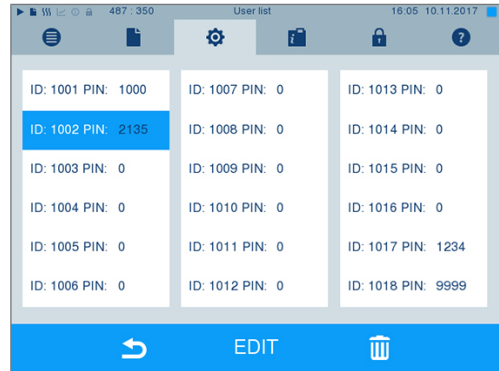 487 : 350 User list 16:05 10.11.2017
ID: 1001 PIN: 1000
ID: 1002 PIN: 2135
ID: 1003 PIN: 0
ID: 1004 PIN: 0
ID: 1005 PIN: 0
ID: 1006 PIN: 0
ID: 1007 PIN: 0
ID: 1008 PIN: 0
ID: 1009 PIN: 0
ID: 1010 PIN: 0
ID: 1011 PIN: 0
ID: 1012 PIN: 0
ID: 1013 PIN: 0
ID: 1014 PIN: 0
ID: 1015 PIN: 0
ID: 1016 PIN: 0
ID: 1017 PIN: 1234
ID: 1018 PIN: 9999
EDIT